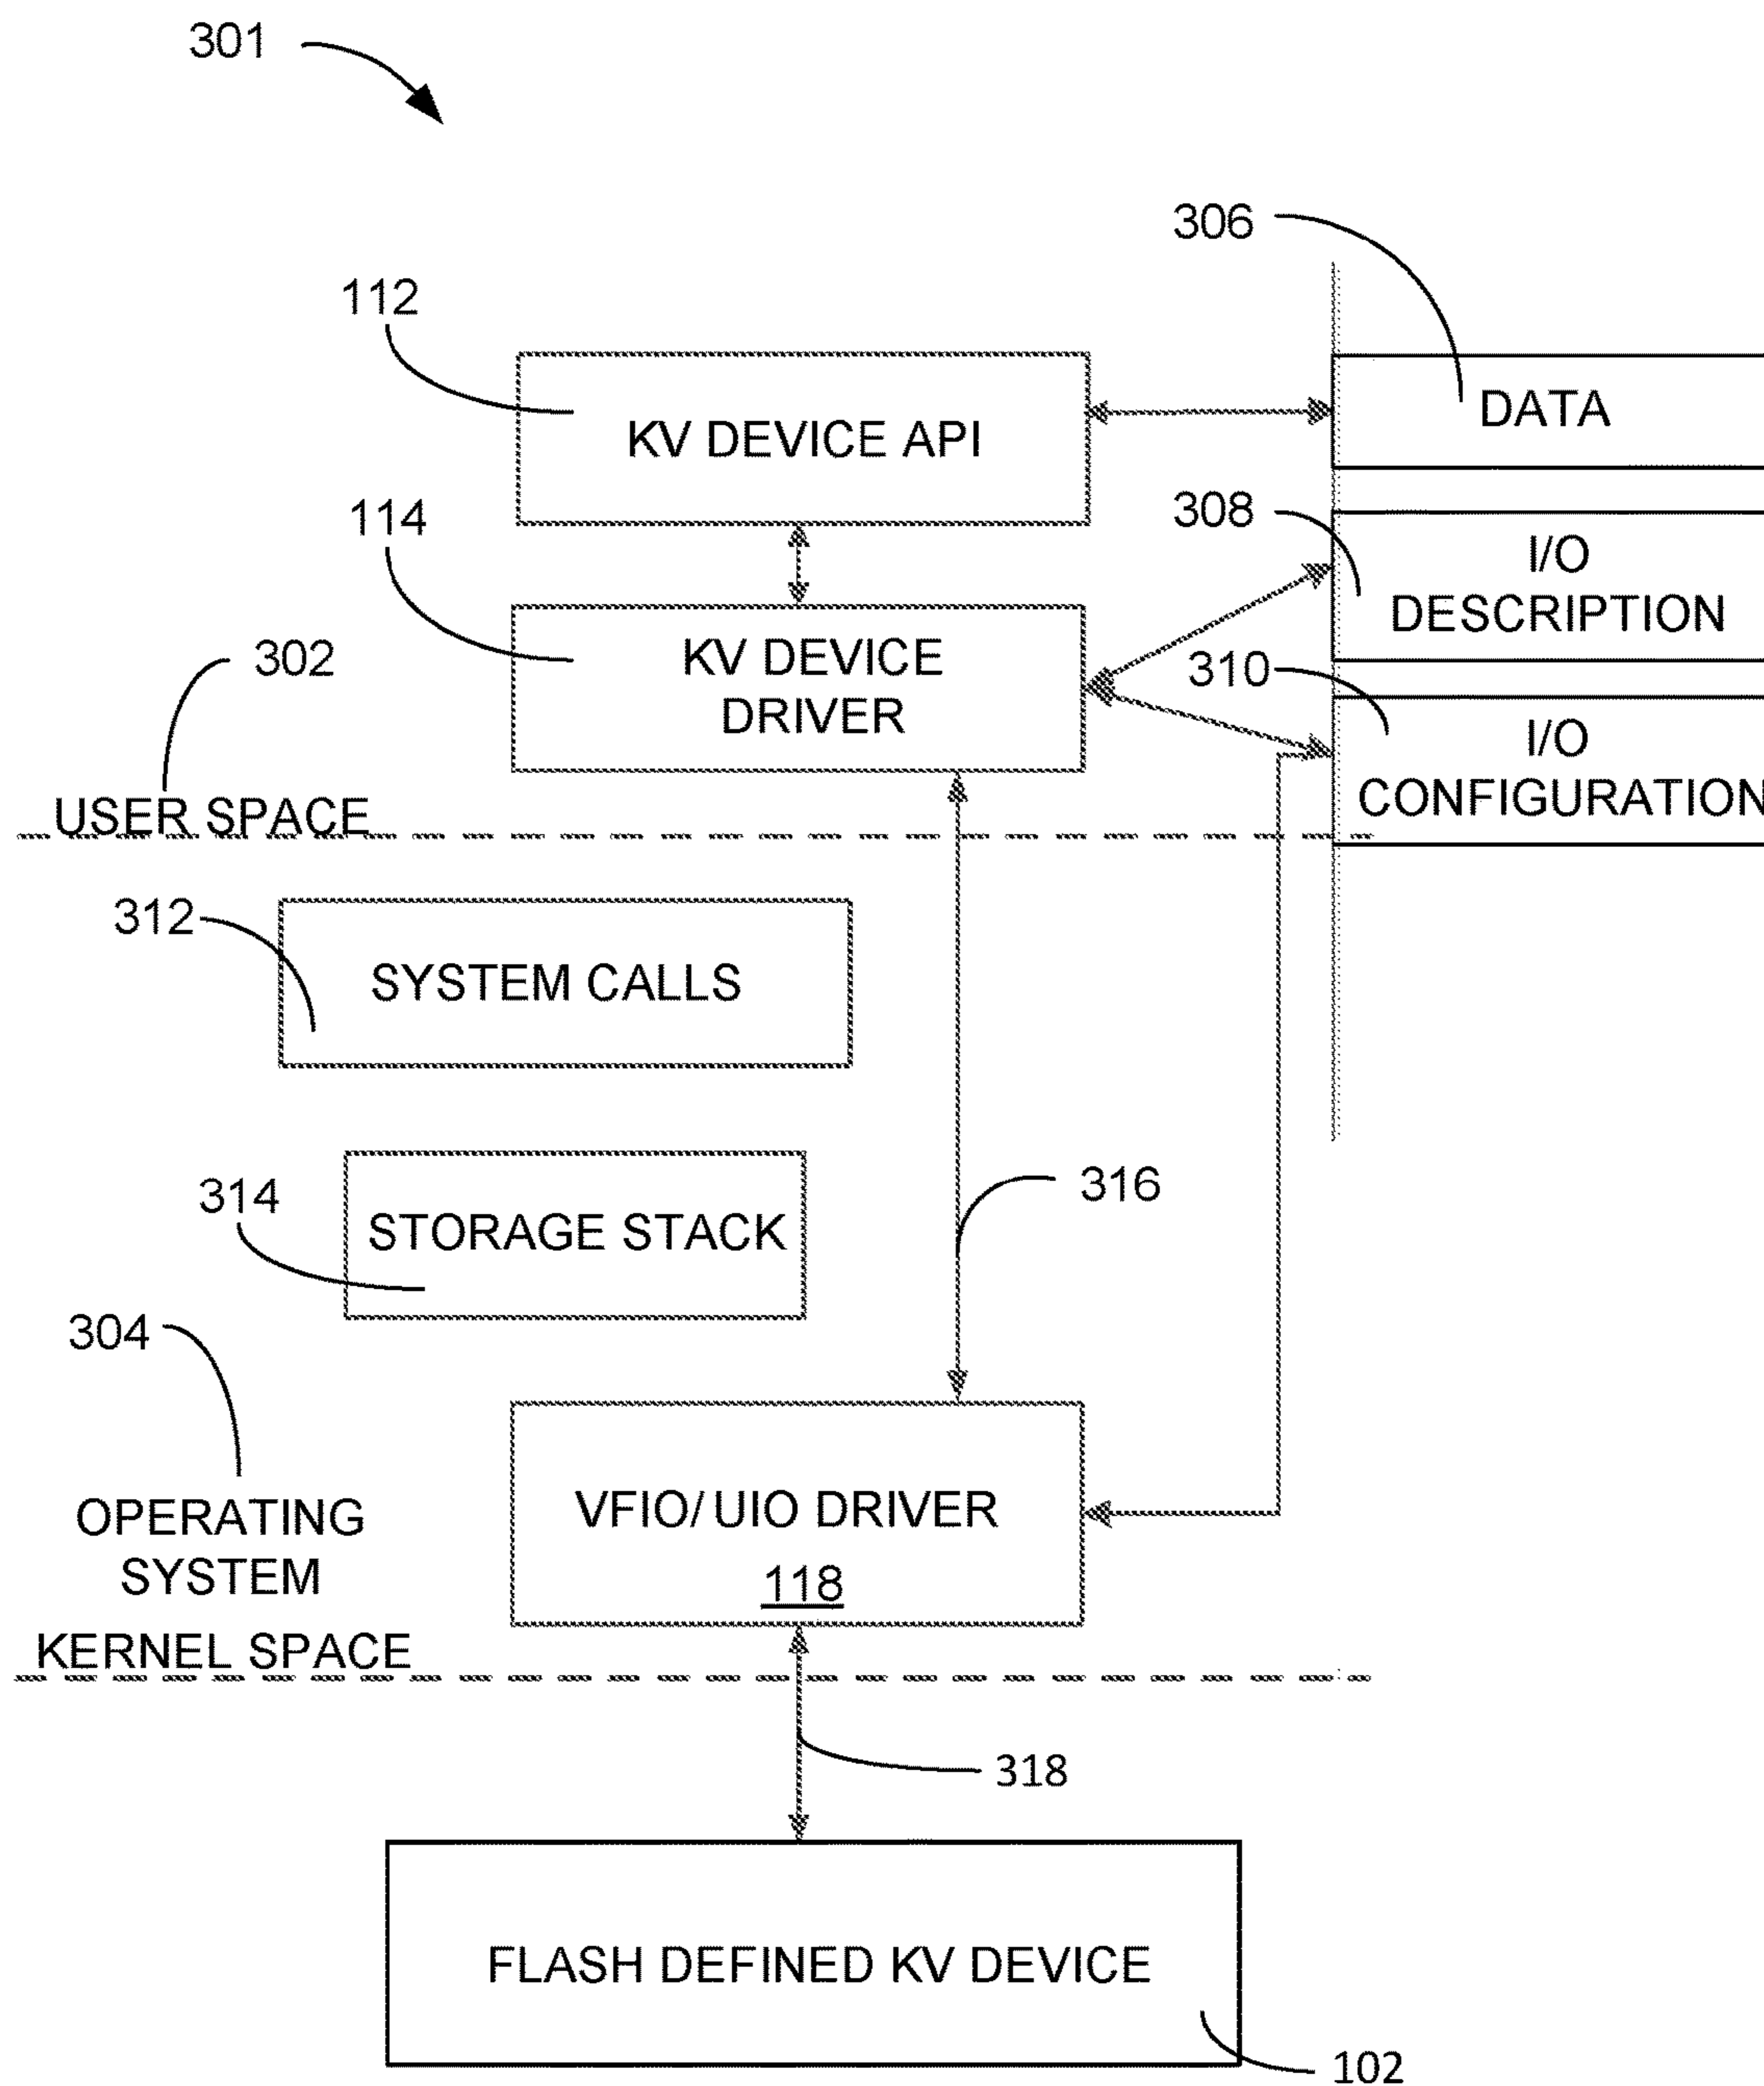 301
306
112
DATA
KV DEVICE API
308
114
I/O
DESCRIPTION
302
KV DEVICE
DRIVER
310
I/O
CONFIGURATION
USER SPACE
312
SYSTEM CALLS
314
STORAGE STACK
316
304
OPERATING
SYSTEM
KERNEL SPACE
VFIO/ UIO DRIVER
118
318
FLASH DEFINED KV DEVICE
102